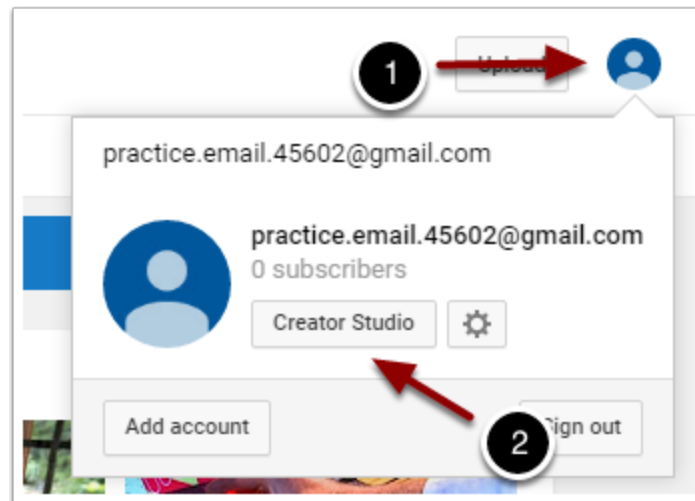 1
Upload
practice.email.45602@gmail.com
practice.email.45602@gmail.com
0 subscribers
Creator Studio
Add account
2
Sign out